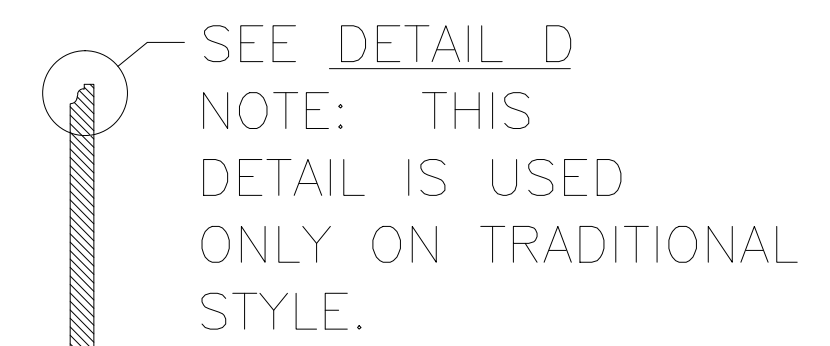 SEE DETAIL D
NOTE: THIS
DETAIL IS USED
ONLY ON TRADITIONAL
STYLE.